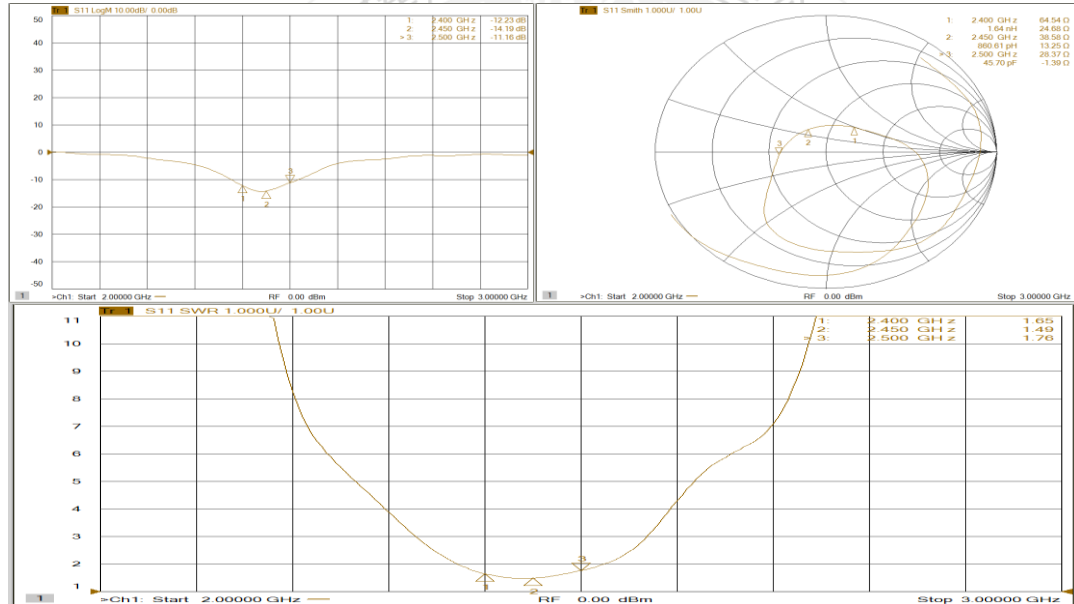 Tr 1 S11 LogM 10.00dB/ 0.00dB
1: 2.400 GHz -12.23 dB
2: 2.450 GHz -14.19 dB
> 3: 2.500 GHz -11.16 dB
50
40
30
20
10
0
-10
-20
-30
-40
-50
1
2
3
1 >Ch1: Start 2.00000 GHz RF 0.00 dBm Stop 3.00000 GHz
Tr 1 S11 Smith 1.000U/ 1.00U
1: 2.400 GHz 64.54 Ω
1.64 nH 24.68 Ω
2: 2.450 GHz 38.58 Ω
860.61 pH 13.25 Ω
> 3: 2.500 GHz 28.37 Ω
45.70 pF -1.39 Ω
3
2
1
1 >Ch1: Start 2.00000 GHz RF 0.00 dBm Stop 3.00000 GHz
Tr 1 S11 SWR 1.000U/ 1.00U
1: 2.400 GHz 1.65
2: 2.450 GHz 1.49
> 3: 2.500 GHz 1.76
11
10
9
8
7
6
5
4
3
2
1
1
2
3
1 >Ch1: Start 2.00000 GHz RF 0.00 dBm Stop 3.00000 GHz